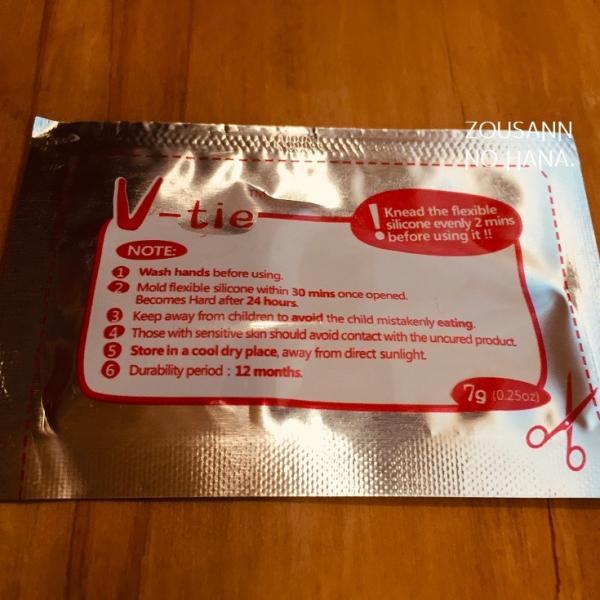 ZOUSANN
NO HANA.
V-tie
Knead the flexible
silicone evenly 2 mins
! before using it !!
NOTE:
1 Wash hands before using.
2 Mold flexible silicone within 30 mins once opened.
Becomes Hard after 24 hours.
3 Keep away from children to avoid the child mistakenly eating.
4 Those with sensitive skin should avoid contact with the uncured product.
5 Store in a cool dry place, away from direct sunlight.
6 Durability period : 12 months.
7g (0.25oz)